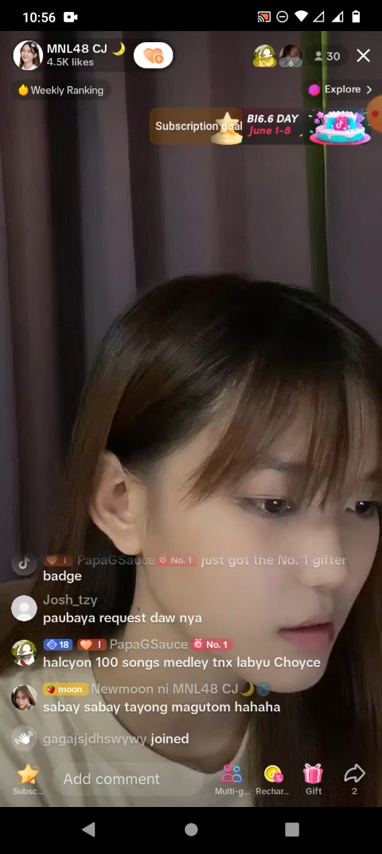 10:56
MNL48 CJ 🌙
4.5K likes
6
30
Weekly Ranking
Explore >
Subscription goal
BI6.6 DAY
June 1-8
PapaGSauce No. 1 just got the No. 1 gifter
badge
Josh_tzy
paubaya request daw nya
18 I PapaGSauce No. 1
halcyon 100 songs medley tnx labyu Choyce
moon Newmoon ni MNL48 CJ🌙
sabay sabay tayong magutom hahaha
gagajsjdhswywy joined
Add comment
Subsc... Multi-g... Rechar... Gift 2